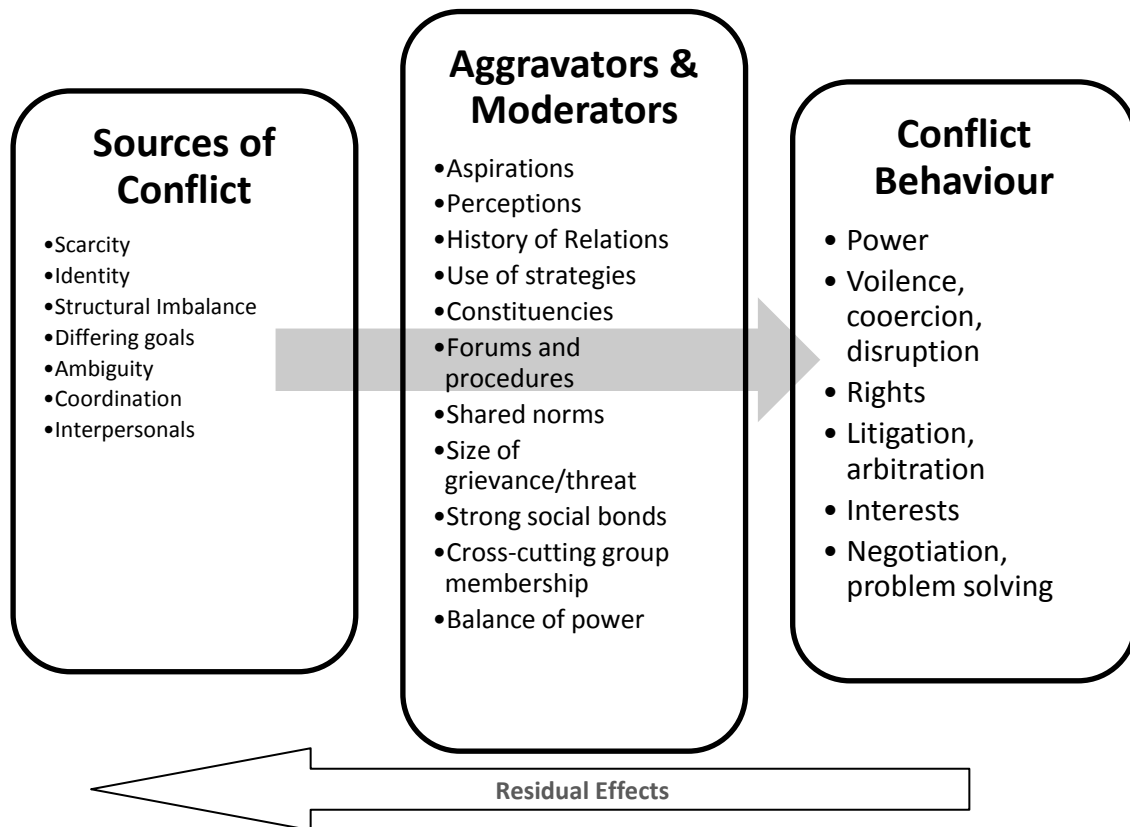 Sources of
Conflict
•Scarcity
•Identity
•Structural Imbalance
•Differing goals
•Ambiguity
•Coordination
•Interpersonals
Aggravators &
Moderators
•Aspirations
•Perceptions
•History of Relations
•Use of strategies
•Constituencies
•Forums and
procedures
•Shared norms
•Size of
grievance/threat
•Strong social bonds
•Cross-cutting group
membership
•Balance of power
Conflict
Behaviour
• Power
• Voilence,
cooercion,
disruption
• Rights
• Litigation,
arbitration
• Interests
• Negotiation,
problem solving
Residual Effects